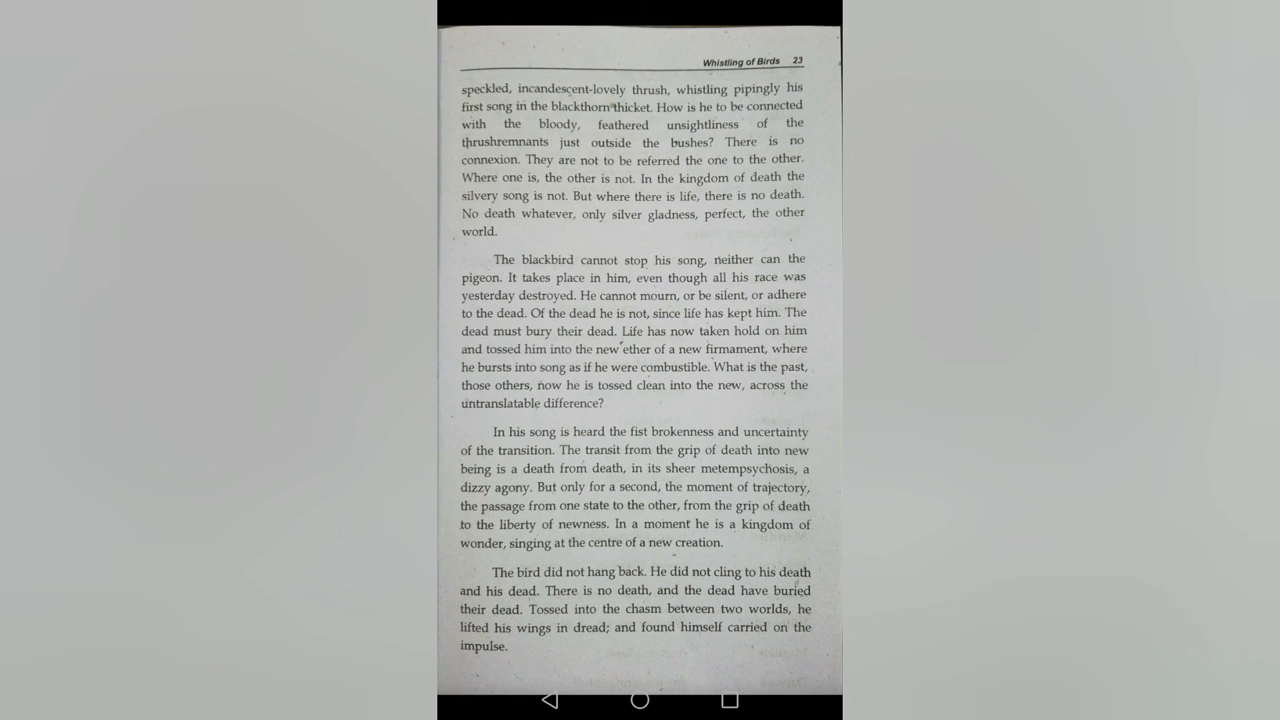 Whistling of Birds 23
speckled, incandescent-lovely thrush, whistling pipingly his
first song in the blackthorn thicket. How is he to be connected
with the bloody, feathered unsightliness of the
thrushremnants just outside the bushes? There is no
connexion. They are not to be referred the one to the other.
Where one is, the other is not. In the kingdom of death the
silvery song is not. But where there is life, there is no death.
No death whatever, only silver gladness, perfect, the other
world.
The blackbird cannot stop his song, neither can the
pigeon. It takes place in him, even though all his race was
yesterday destroyed. He cannot mourn, or be silent, or adhere
to the dead. Of the dead he is not, since life has kept him. The
dead must bury their dead. Life has now taken hold on him
and tossed him into the new ether of a new firmament, where
he bursts into song as if he were combustible. What is the past,
those others, now he is tossed clean into the new, across the
untranslatable difference?
In his song is heard the fist brokenness and uncertainty
of the transition. The transit from the grip of death into new
being is a death from death, in its sheer metempsychosis, a
dizzy agony. But only for a second, the moment of trajectory,
the passage from one state to the other, from the grip of death
to the liberty of newness. In a moment he is a kingdom of
wonder, singing at the centre of a new creation.
The bird did not hang back. He did not cling to his death
and his dead. There is no death, and the dead have buried
their dead. Tossed into the chasm between two worlds, he
lifted his wings in dread; and found himself carried on the
impulse.